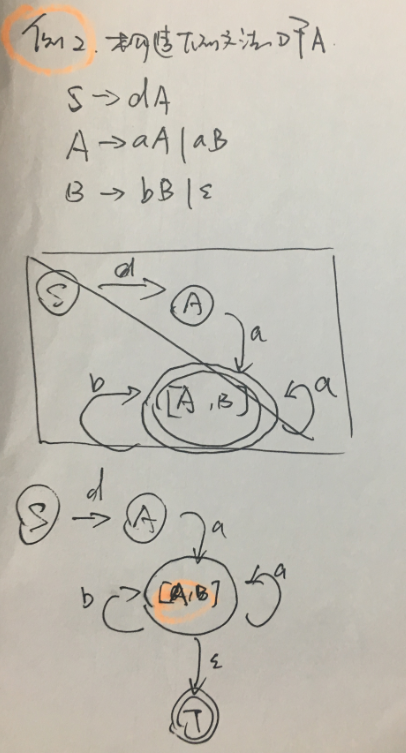 例2. 构造下列文法的DFA.
S → dA
A → aA | aB
B → bB | ε
S d A
a
b [A, B] a
S d A
a
b [A, B] a
ε
T